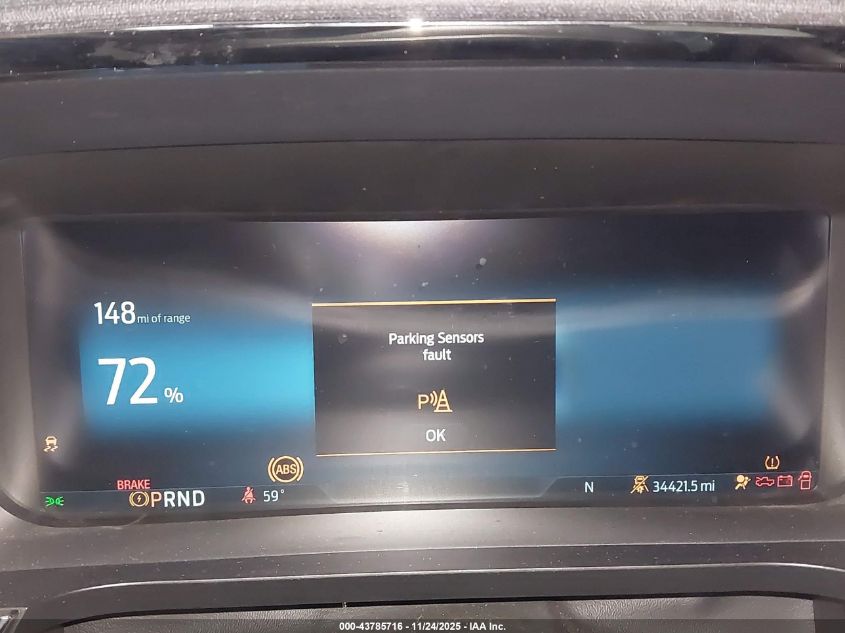 148 mi of range
72 %
Parking Sensors
fault
P
OK
ABS
BRAKE
PRND
59°
N
34421.5 mi
000-43785716 - 11/24/2025 - IAA Inc.